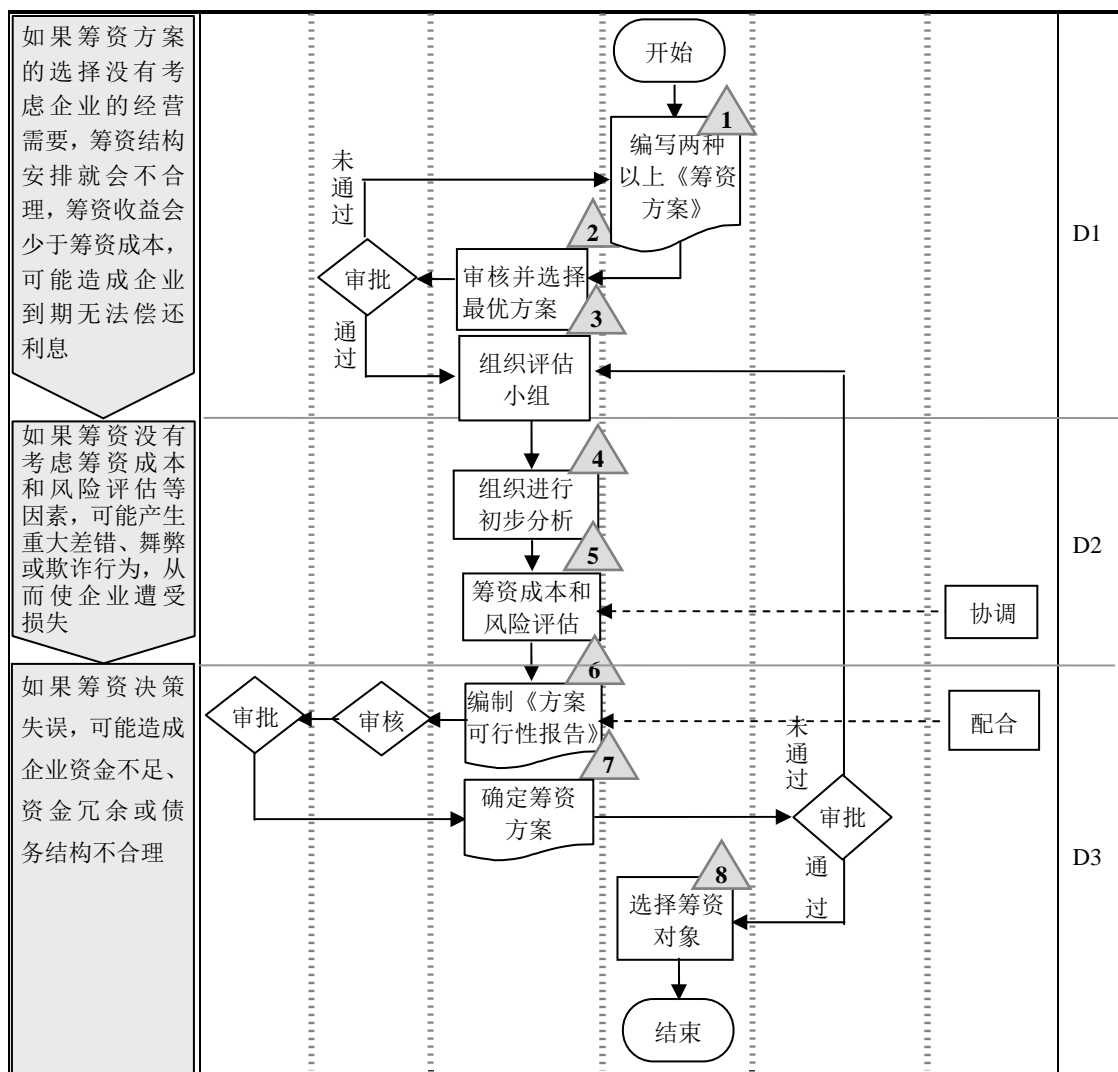 如果筹资方案
的选择没有考
虑企业的经营
需要，筹资结构
安排就会不合
理，筹资收益会
少于筹资成本，
可能造成企业
到期无法偿还
利息
开始
1
编写两种
以上《筹资
方案》
未通过
2
审批
审核并选择
最优方案
3
通过
组织评估
小组
D1
如果筹资没有
考虑筹资成本
和风险评估等
因素，可能产生
重大差错、舞弊
或欺诈行为，从
而使企业遭受
损失
4
组织进行
初步分析
5
筹资成本和
风险评估
协调
D2
如果筹资决策
失误，可能造成
企业资金不足、
资金冗余或债
务结构不合理
6
审批
审核
编制《方案
可行性报告》
配合
7
未通过
确定筹资
方案
审批
通过
8
选择筹资
对象
结束
D3